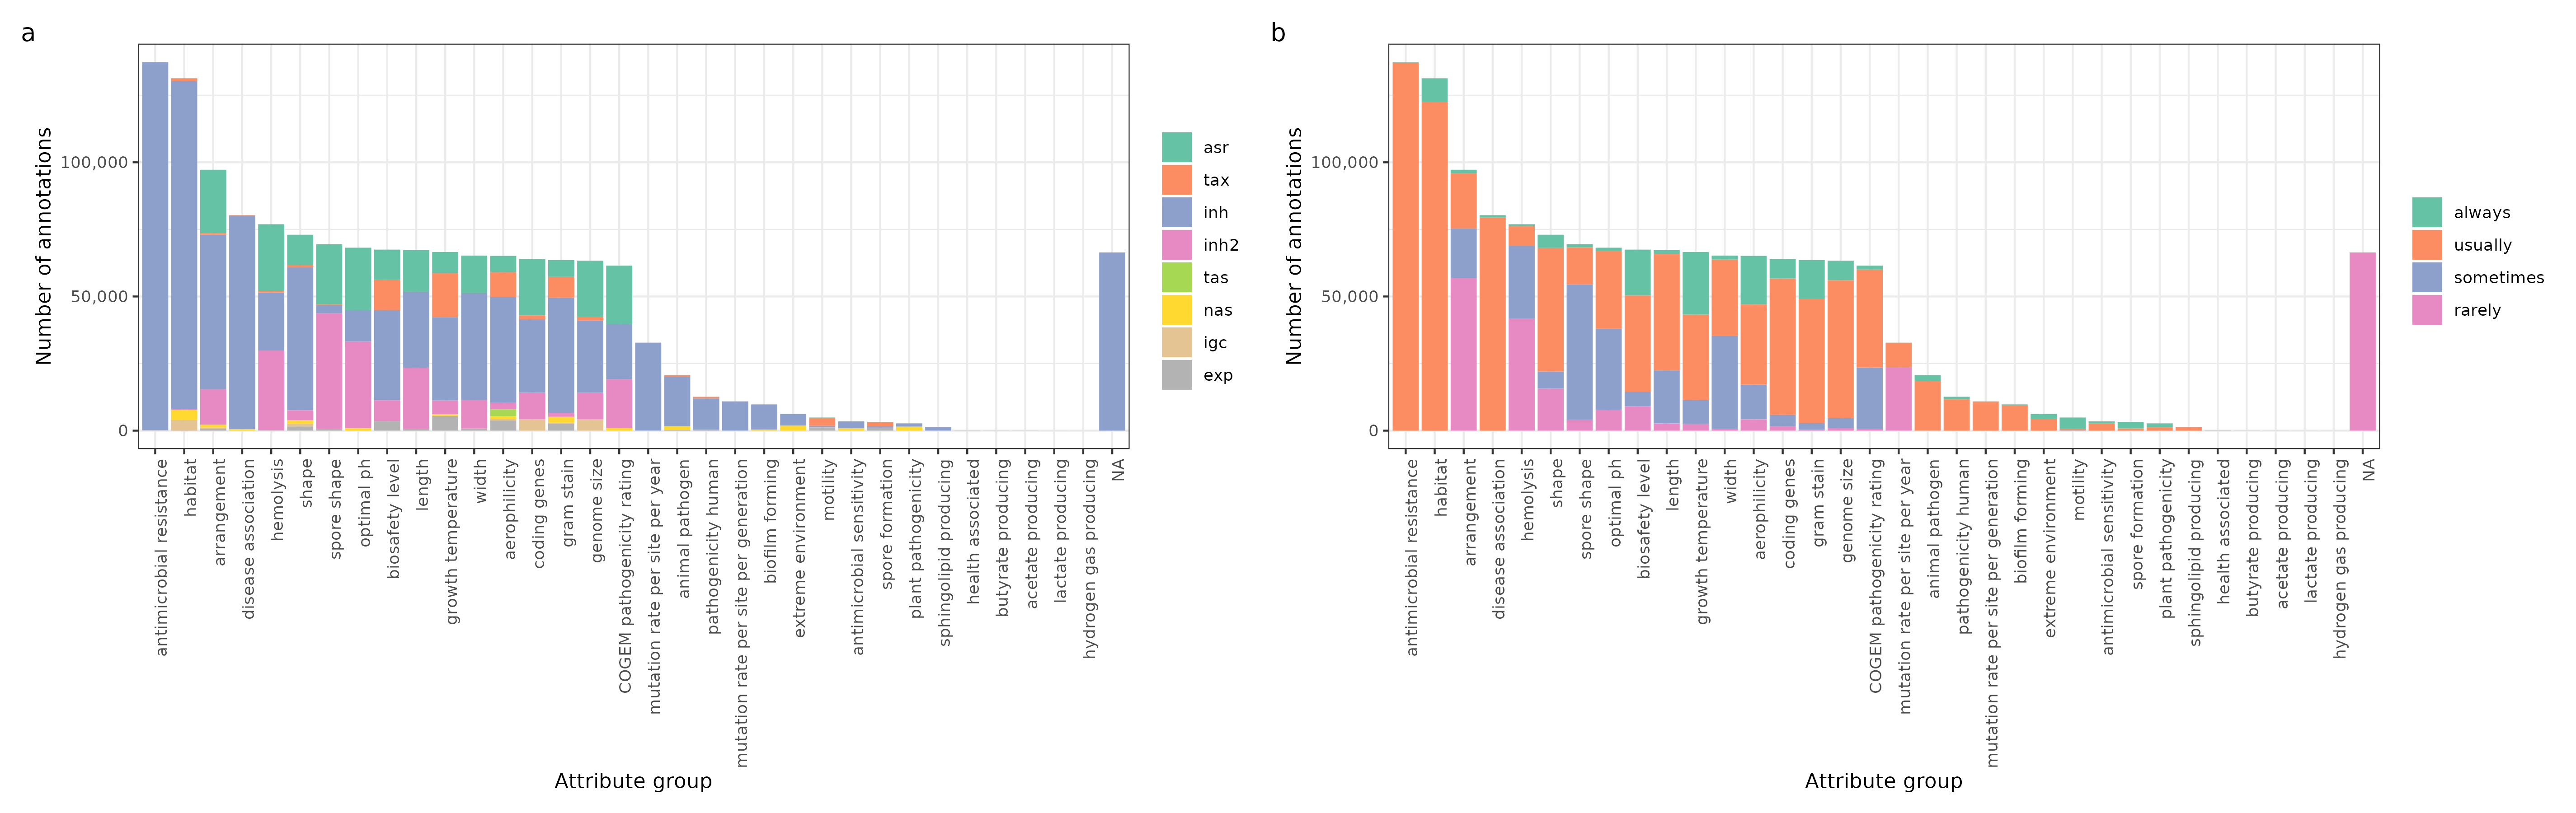 a
Number of annotations
100,000
50,000
0
antimicrobial resistance
habitat
arrangement
disease association
hemolysis
shape
spore shape
optimal ph
biosafety level
length
growth temperature
width
aerophilicity
coding genes
gram stain
genome size
COGEM pathogenicity rating
mutation rate per site per year
animal pathogen
pathogenicity human
mutation rate per site per generation
biofilm forming
extreme environment
motility
antimicrobial sensitivity
spore formation
plant pathogenicity
sphingolipid producing
health associated
butyrate producing
acetate producing
lactate producing
hydrogen gas producing
NA
Attribute group
asr
tax
inh
inh2
tas
nas
igc
exp
b
Number of annotations
100,000
50,000
0
antimicrobial resistance
habitat
arrangement
disease association
hemolysis
shape
spore shape
optimal ph
biosafety level
length
growth temperature
width
aerophilicity
coding genes
gram stain
genome size
COGEM pathogenicity rating
mutation rate per site per year
animal pathogen
pathogenicity human
mutation rate per site per generation
biofilm forming
extreme environment
motility
antimicrobial sensitivity
spore formation
plant pathogenicity
sphingolipid producing
health associated
butyrate producing
acetate producing
lactate producing
hydrogen gas producing
NA
Attribute group
always
usually
sometimes
rarely